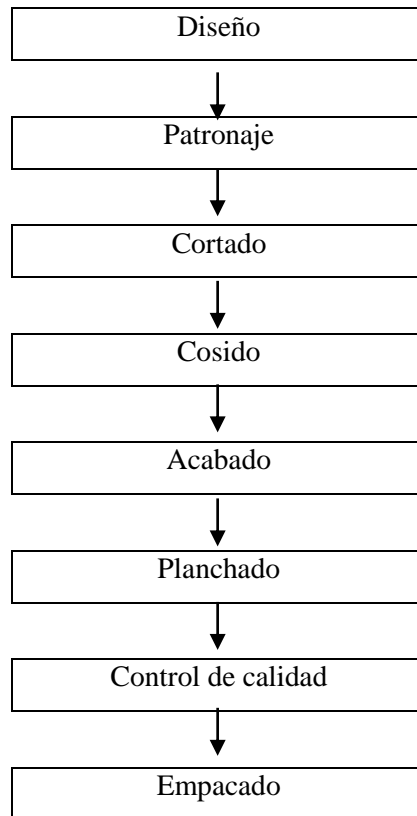 Diseño
Patronaje
Cortado
Cosido
Acabado
Planchado
Control de calidad
Empacado